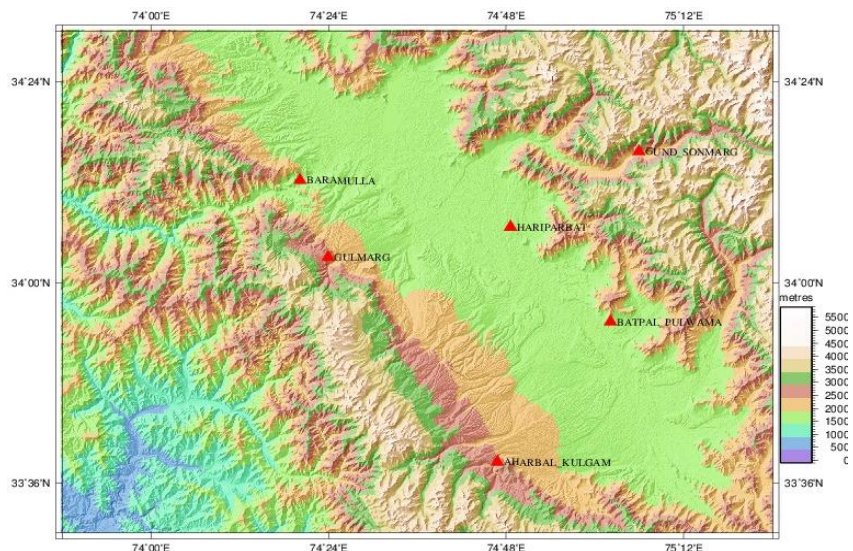 74°00'E 74°24'E 74°48'E 75°12'E
34°24'N 34°24'N
GUND_SONMARG
BARAMULLA
HARIPARBAT
GULMARG
34°00'N 34°00'N
metres
BATPAL_PULWAMA
5500
5000
4500
4000
3500
3000
2500
2000
1500
1000
500
0
AHARBAL_KULGAM
33°36'N 33°36'N
74°00'E 74°24'E 74°48'E 75°12'E